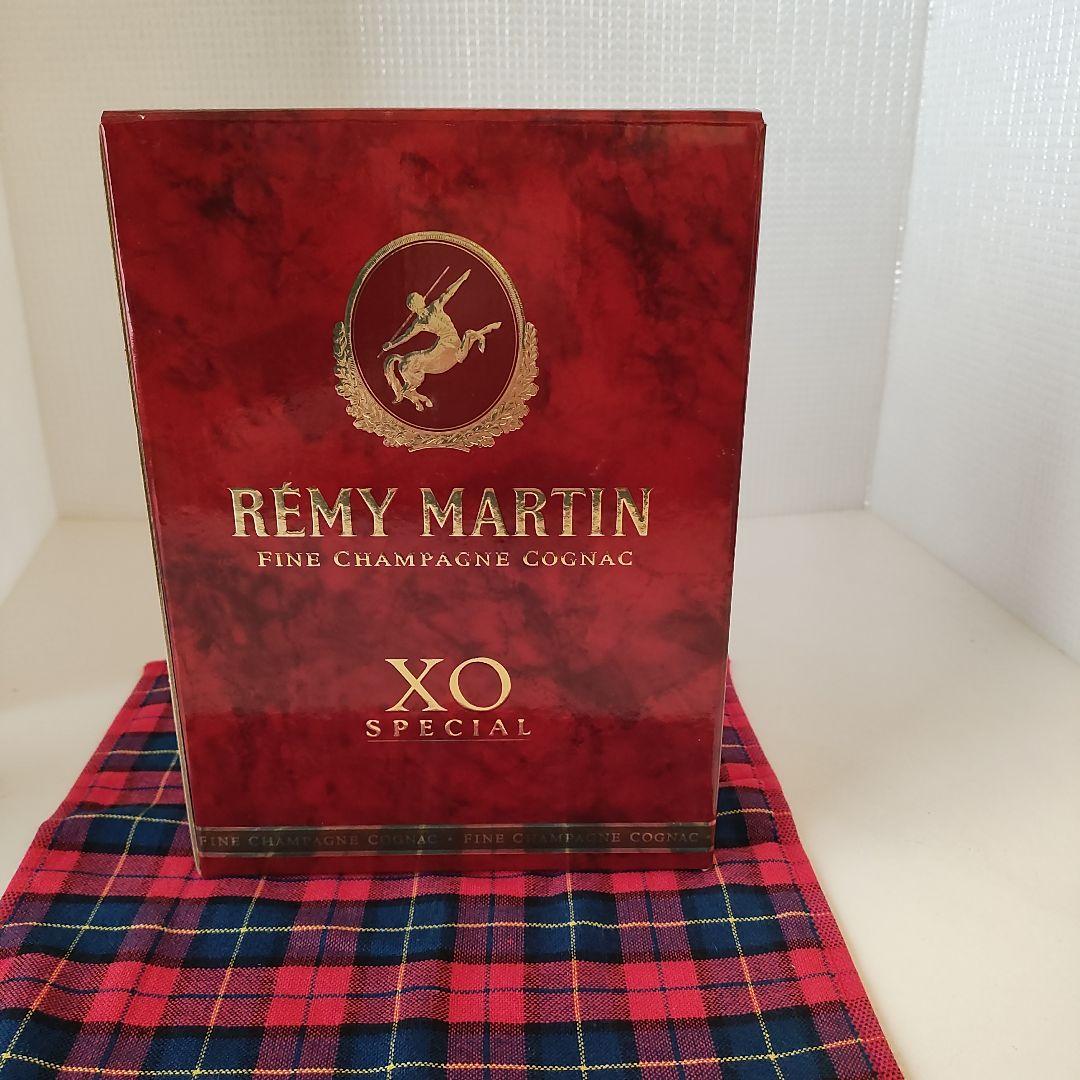 RÉMY MARTIN
FINE CHAMPAGNE COGNAC
XO
SPECIAL
FINE CHAMPAGNE COGNAC • FINE CHAMPAGNE COGNAC •